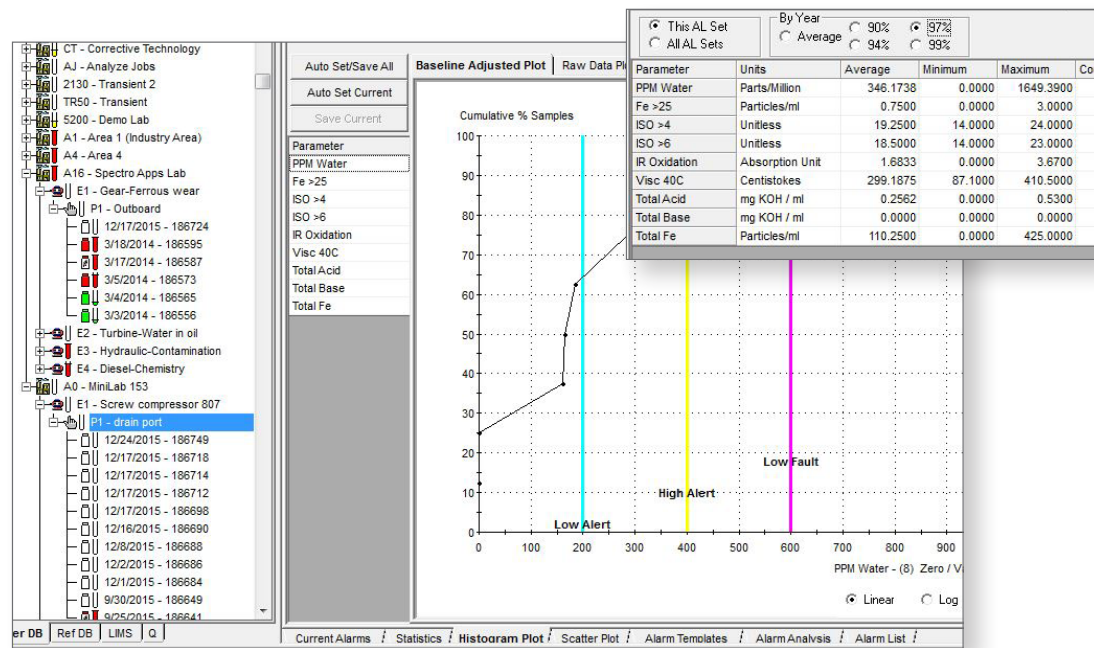 CT - Corrective Technology
AJ - Analyze Jobs
2130 - Transient 2
TR50 - Transient
5200 - Demo Lab
A1 - Area 1 (Industry Area)
A4 - Area 4
A16 - Spectro Apps Lab
E1 - Gear-Ferrous wear
P1 - Outboard
12/17/2015 - 186724
3/18/2014 - 186595
3/17/2014 - 186587
3/5/2014 - 186573
3/4/2014 - 186565
3/3/2014 - 186556
E2 - Turbine-Water in oil
E3 - Hydraulic-Contamination
E4 - Diesel-Chemistry
A0 - MiniLab 153
E1 - Screw compressor 807
P1 - drain port
12/24/2015 - 186749
12/17/2015 - 186718
12/17/2015 - 186714
12/17/2015 - 186712
12/17/2015 - 186698
12/16/2015 - 186690
12/8/2015 - 186688
12/2/2015 - 186686
12/1/2015 - 186684
9/30/2015 - 186649
9/25/2015 - 186641
er DB Ref DB LIMS Q
Auto Set/Save All
Auto Set Current
Save Current
Parameter
PPM Water
Fe >25
ISO >4
ISO >6
IR Oxidation
Visc 40C
Total Acid
Total Base
Total Fe
Baseline Adjusted Plot Raw Data Pl
Cumulative % Samples
100
90
80
70
60
50
40
30
20
10
0
Low Fault
High Alert
Low Alert
0 100 200 300 400 500 600 700 800 900
PPM Water - (8) Zero / V
Linear Log
Current Alarms Statistics Histogram Plot Scatter Plot Alarm Templates Alarm Analysis Alarm List
This AL Set
All AL Sets
By Year
Average 90% 97%
94% 99%
Parameter Units Average Minimum Maximum Co
PPM Water Parts/Million 346.1738 0.0000 1649.3900
Fe >25 Particles/ml 0.7500 0.0000 3.0000
ISO >4 Unitless 19.2500 14.0000 24.0000
ISO >6 Unitless 18.5000 14.0000 23.0000
IR Oxidation Absorption Unit 1.6833 0.0000 3.6700
Visc 40C Centistokes 299.1875 87.1000 410.5000
Total Acid mg KOH / ml 0.2562 0.0000 0.5300
Total Base mg KOH / ml 0.0000 0.0000 0.0000
Total Fe Particles/ml 110.2500 0.0000 425.0000